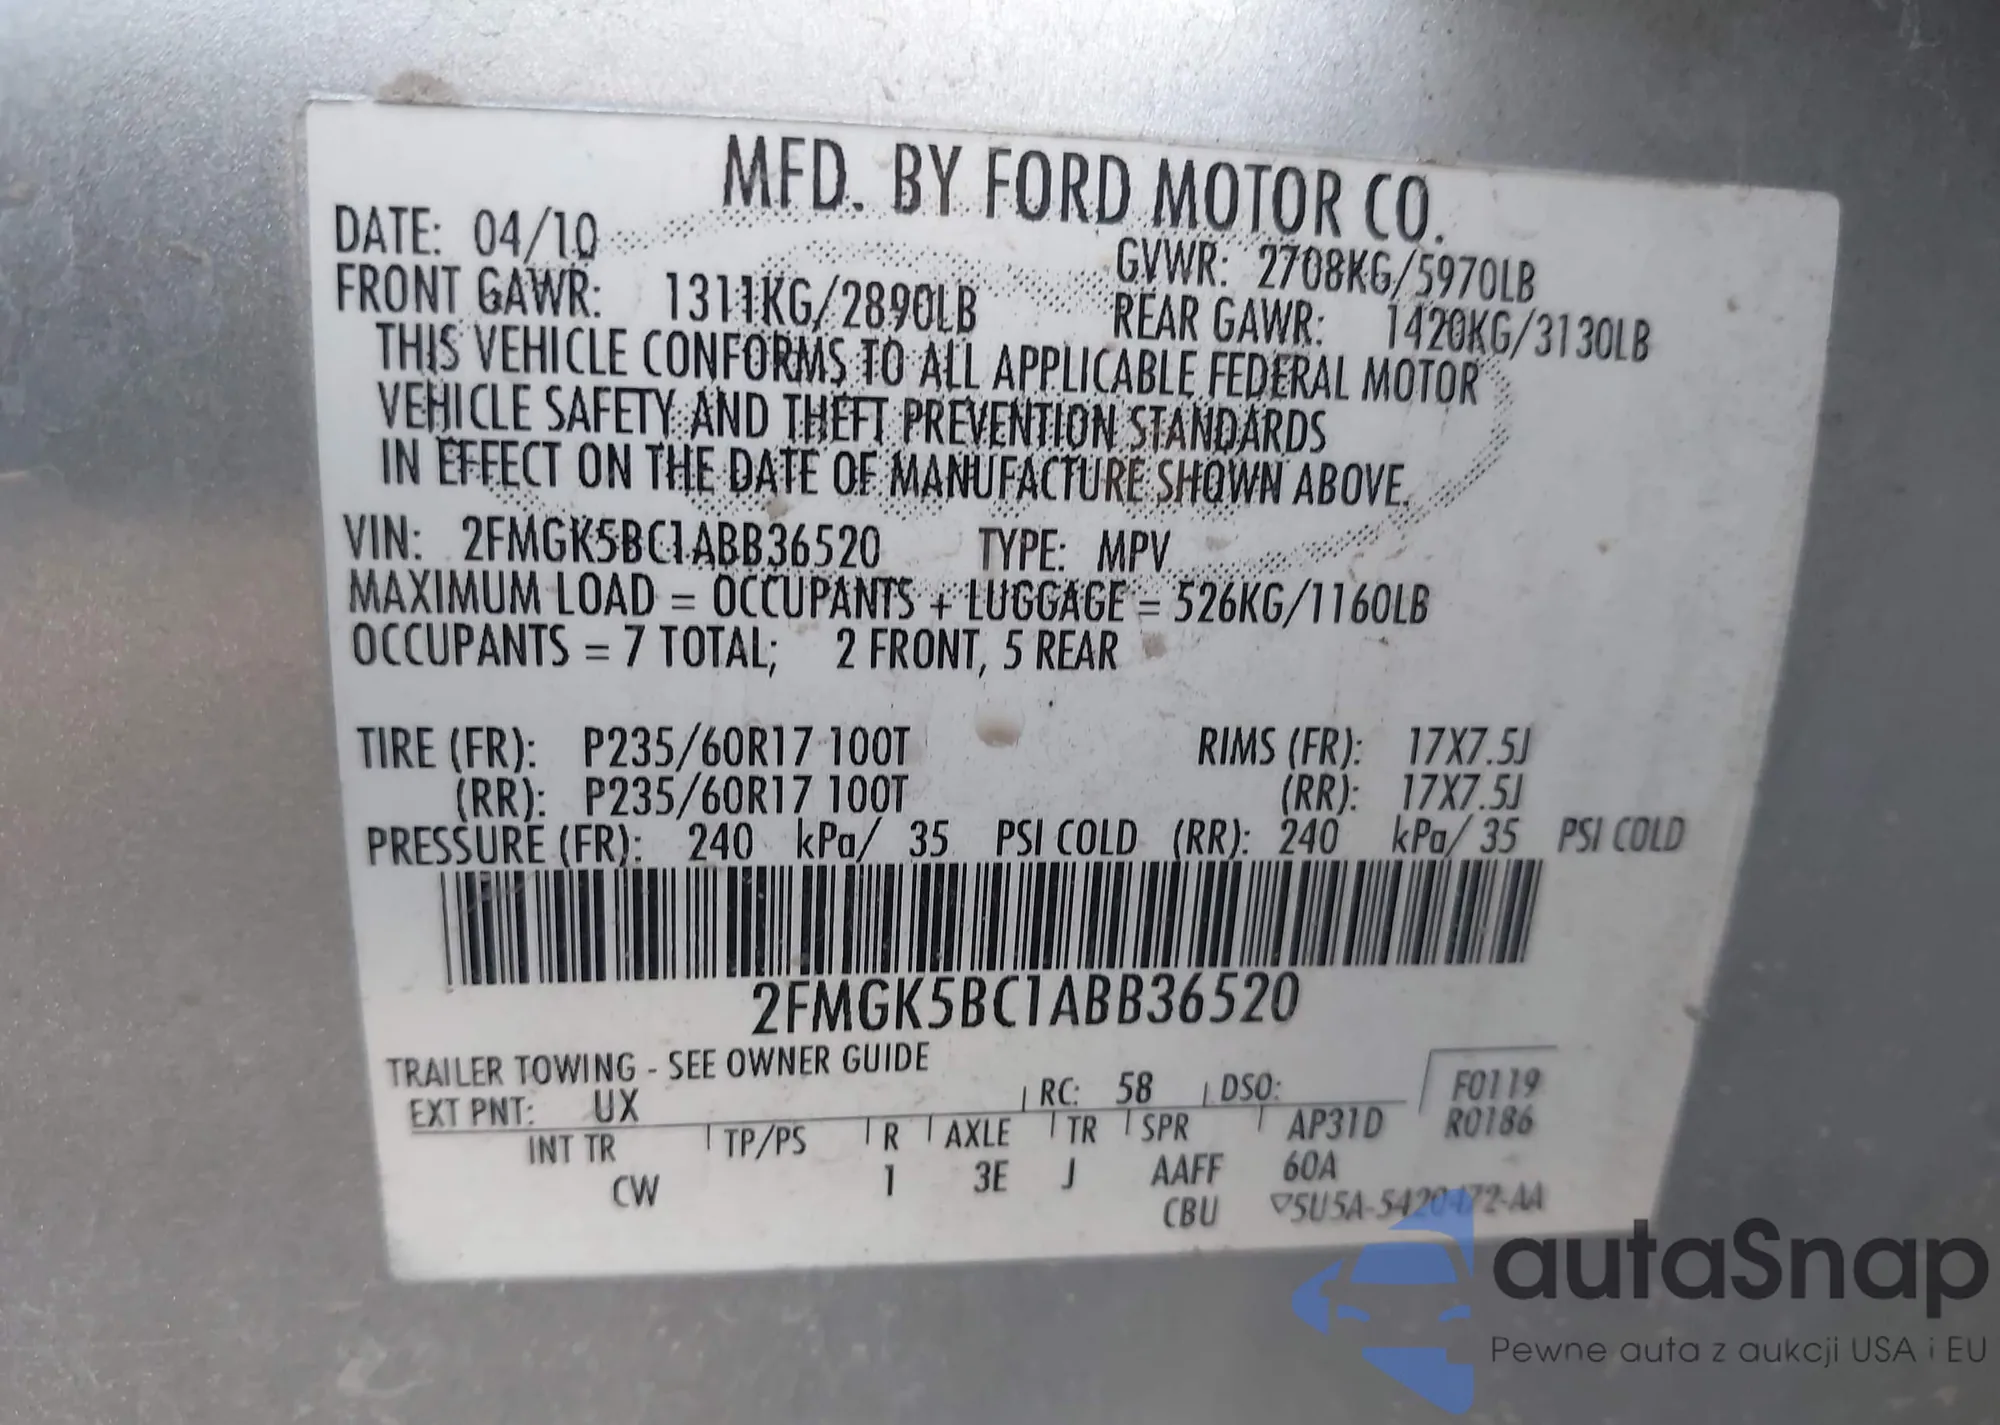 MFD. BY FORD MOTOR CO.
DATE: 04/10 GVWR: 2708KG/5970LB
FRONT GAWR: 1311KG/2890LB REAR GAWR: 1420KG/3130LB
THIS VEHICLE CONFORMS TO ALL APPLICABLE FEDERAL MOTOR
VEHICLE SAFETY AND THEFT PREVENTION STANDARDS
IN EFFECT ON THE DATE OF MANUFACTURE SHOWN ABOVE.
VIN: 2FMGK5BC1ABB36520 TYPE: MPV
MAXIMUM LOAD = OCCUPANTS + LUGGAGE = 526KG/1160LB
OCCUPANTS = 7 TOTAL; 2 FRONT, 5 REAR
TIRE (FR): P235/60R17 100T RIMS (FR): 17X7.5J
(RR): P235/60R17 100T (RR): 17X7.5J
PRESSURE (FR): 240 kPa/ 35 PSI COLD (RR): 240 kPa/ 35 PSI COLD
2FMGK5BC1ABB36520
TRAILER TOWING - SEE OWNER GUIDE
EXT PNT: UX RC: 58 DSO: F0119
INT TR TP/PS R AXLE TR SPR AP31D R0186
CW 1 3E J AAFF 60A
CBU ▽5U5A-5420472-AA
autaSnap
Pewne auta z aukcji USA i EU